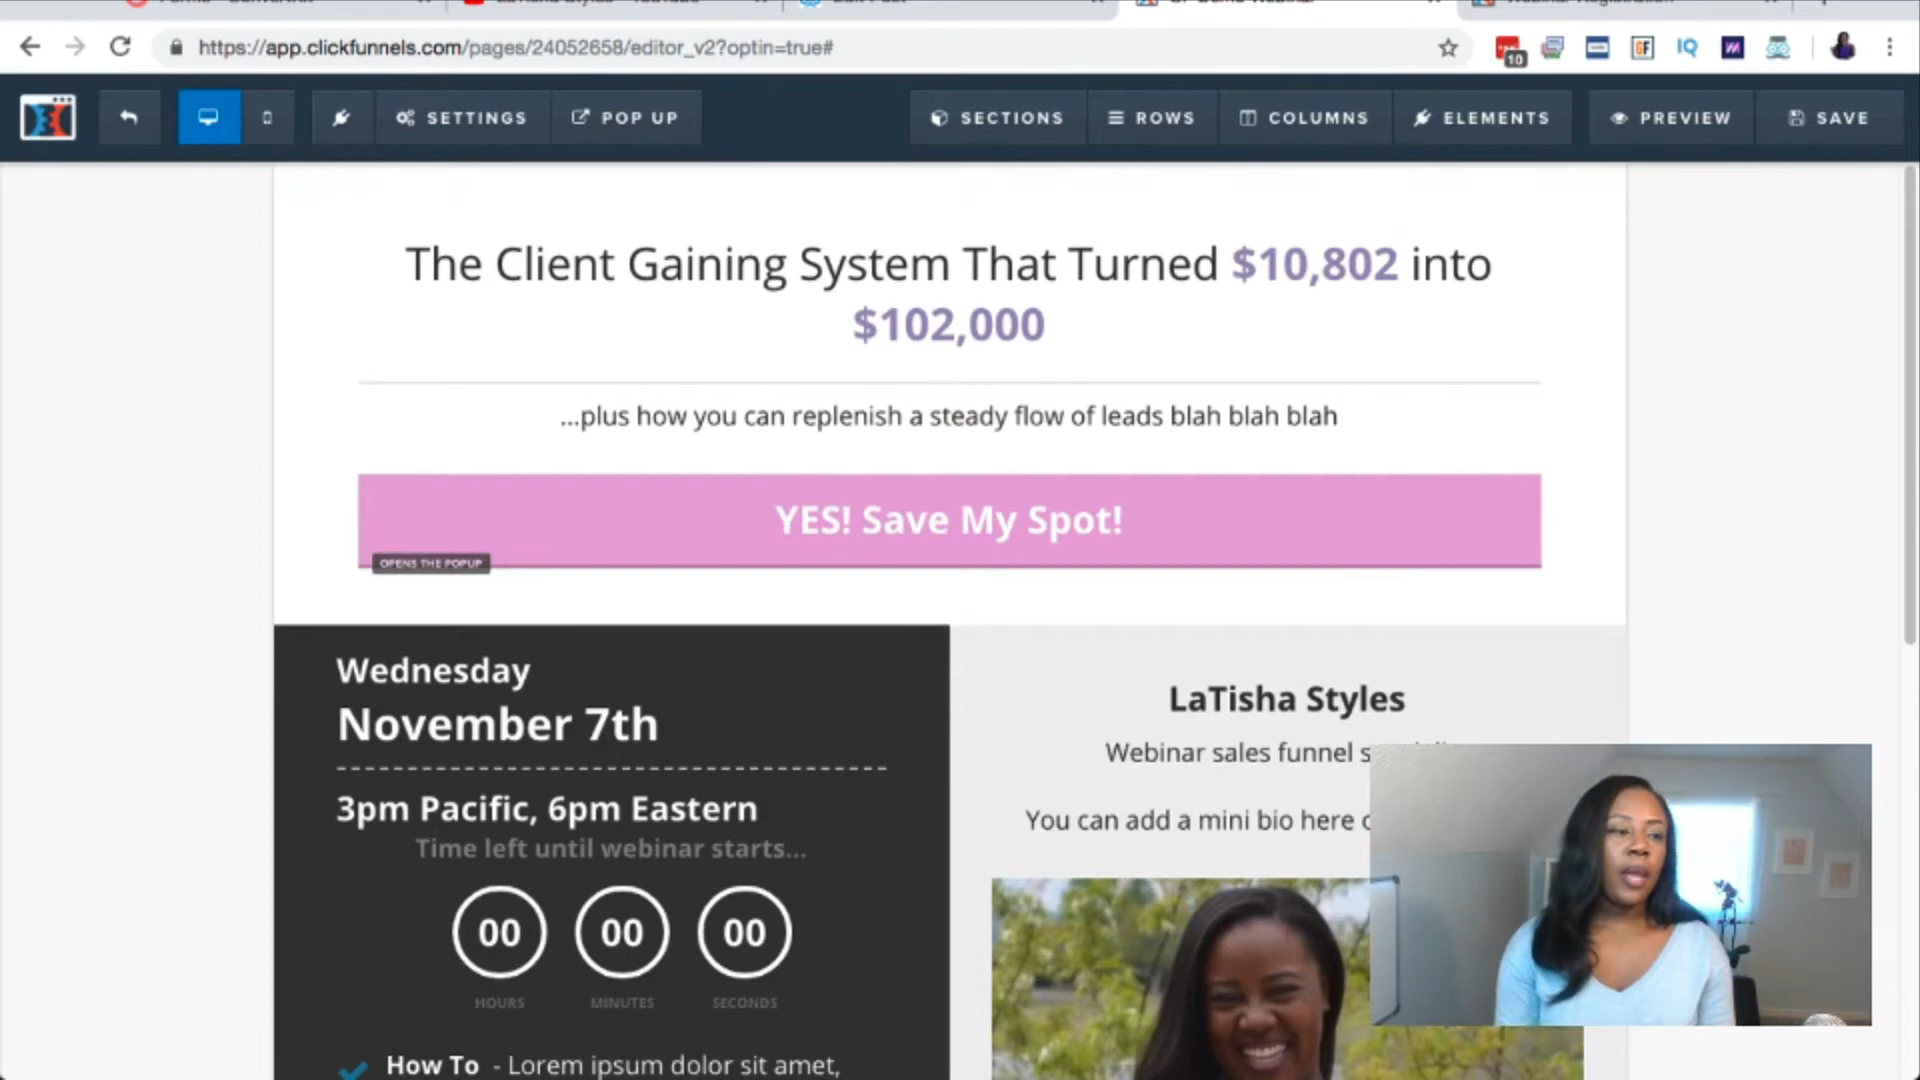 https://app.clickfunnels.com/pages/24052658/editor_v2?optin=true#
10
GF
IQ
SETTINGS
POP UP
SECTIONS
ROWS
COLUMNS
ELEMENTS
PREVIEW
SAVE
The Client Gaining System That Turned $10,802 into
$102,000
...plus how you can replenish a steady flow of leads blah blah blah
YES! Save My Spot!
OPENS THE POPUP
Wednesday
November 7th
3pm Pacific, 6pm Eastern
Time left until webinar starts...
00 00 00
HOURS MINUTES SECONDS
How To - Lorem ipsum dolor sit amet,
LaTisha Styles
Webinar sales funnel
You can add a mini bio here